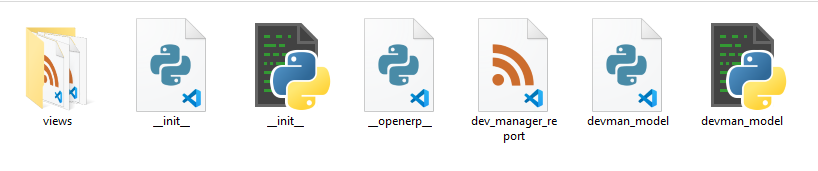 views
__init__
__init__
__openerp__
dev_manager_re
port
devman_model
devman_model